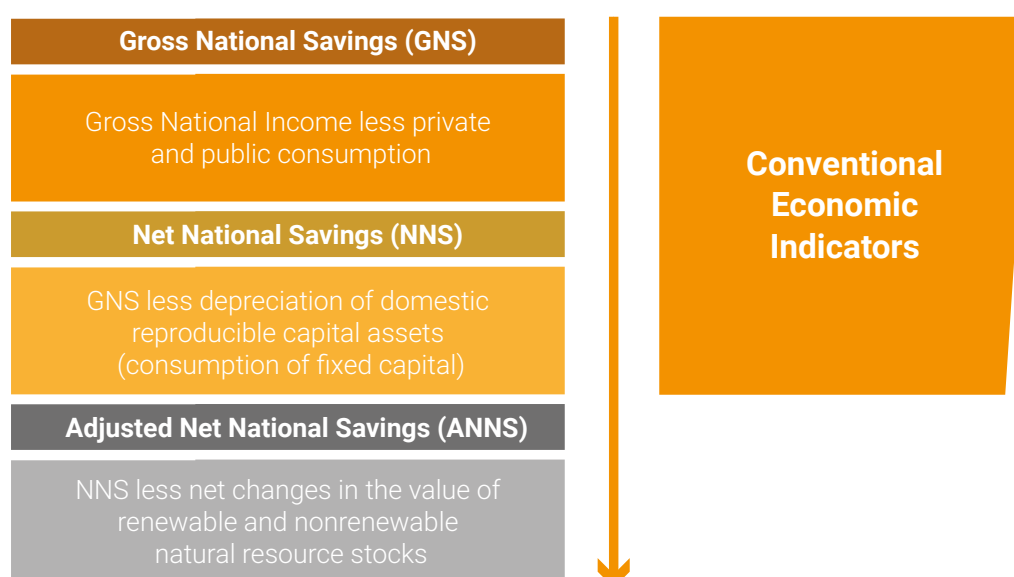 Gross National Savings (GNS)
Gross National Income less private
and public consumption
Net National Savings (NNS)
GNS less depreciation of domestic
reproducible capital assets
(consumption of fixed capital)
Adjusted Net National Savings (ANNS)
NNS less net changes in the value of
renewable and nonrenewable
natural resource stocks
Conventional
Economic
Indicators